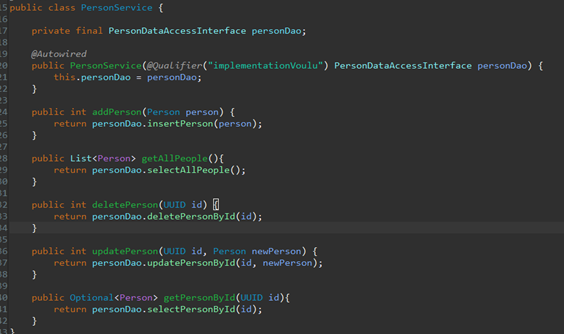 15 public class PersonService {
16
17 private final PersonDataAccessInterface personDao;
18
19 @Autowired
20 public PersonService(@Qualifier("implementationVoulu") PersonDataAccessInterface personDao) {
21 this.personDao = personDao;
22 }
23
24 public int addPerson(Person person) {
25 return personDao.insertPerson(person);
26 }
27
28 public List<Person> getAllPeople(){
29 return personDao.selectAllPeople();
30 }
31
32 public int deletePerson(UUID id) {
33 return personDao.deletePersonById(id);
34 }
35
36 public int updatePerson(UUID id, Person newPerson) {
37 return personDao.updatePersonById(id, newPerson);
38 }
39
40 public Optional<Person> getPersonById(UUID id){
41 return personDao.selectPersonById(id);
42 }
43 }